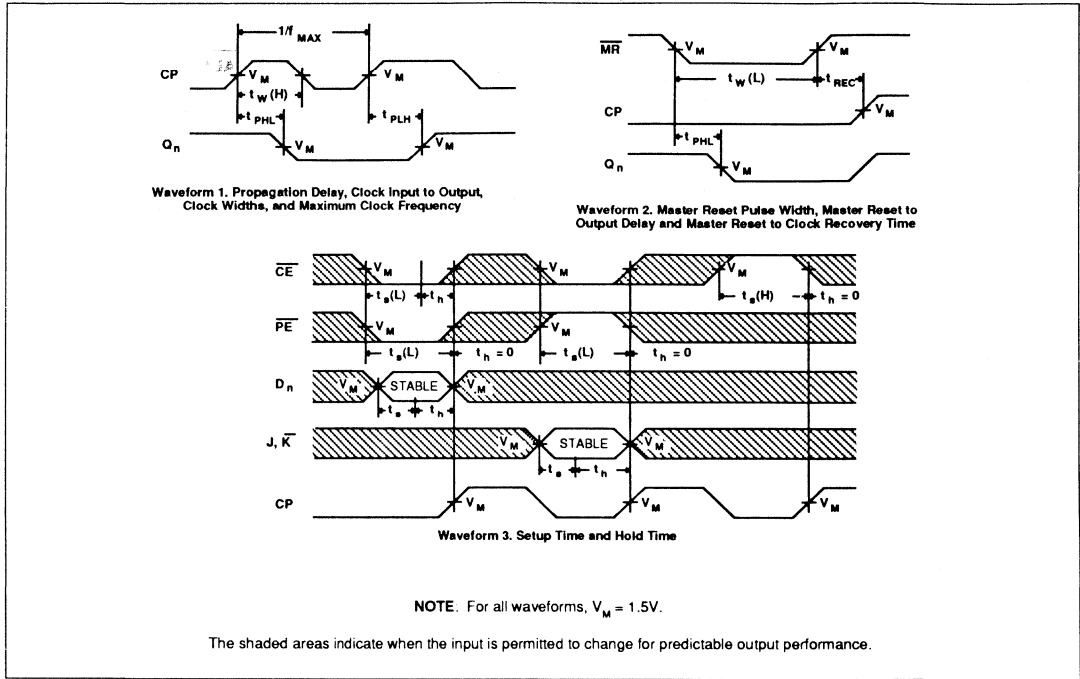 1/f MAX
CP
V M
V M
t W (H)
t PHL
t PLH
Q n
V M
V M
Waveform 1. Propagation Delay, Clock Input to Output,
Clock Widths, and Maximum Clock Frequency
MR
V M
V M
t W (L)
t REC
CP
V M
t PHL
Q n
V M
Waveform 2. Master Reset Pulse Width, Master Reset to
Output Delay and Master Reset to Clock Recovery Time
CE
V M
V M
V M
t s (L)
t h
t s (H)
t h = 0
PE
V M
V M
t s (L)
t h = 0
t s (L)
t h = 0
D n
V M
STABLE
V M
t s
t h
J, K
V M
STABLE
V M
t s
t h
CP
V M
V M
V M
Waveform 3. Setup Time and Hold Time
NOTE. For all waveforms, V M = 1.5V.
The shaded areas indicate when the input is permitted to change for predictable output performance.